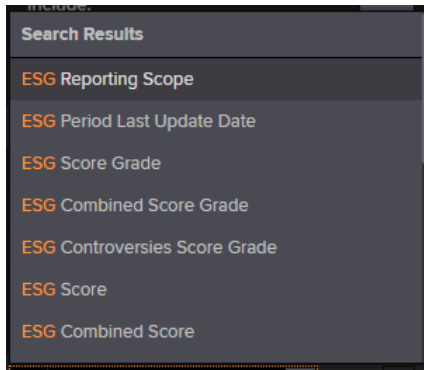 include:
Search Results
ESG Reporting Scope
ESG Period Last Update Date
ESG Score Grade
ESG Combined Score Grade
ESG Controversies Score Grade
ESG Score
ESG Combined Score